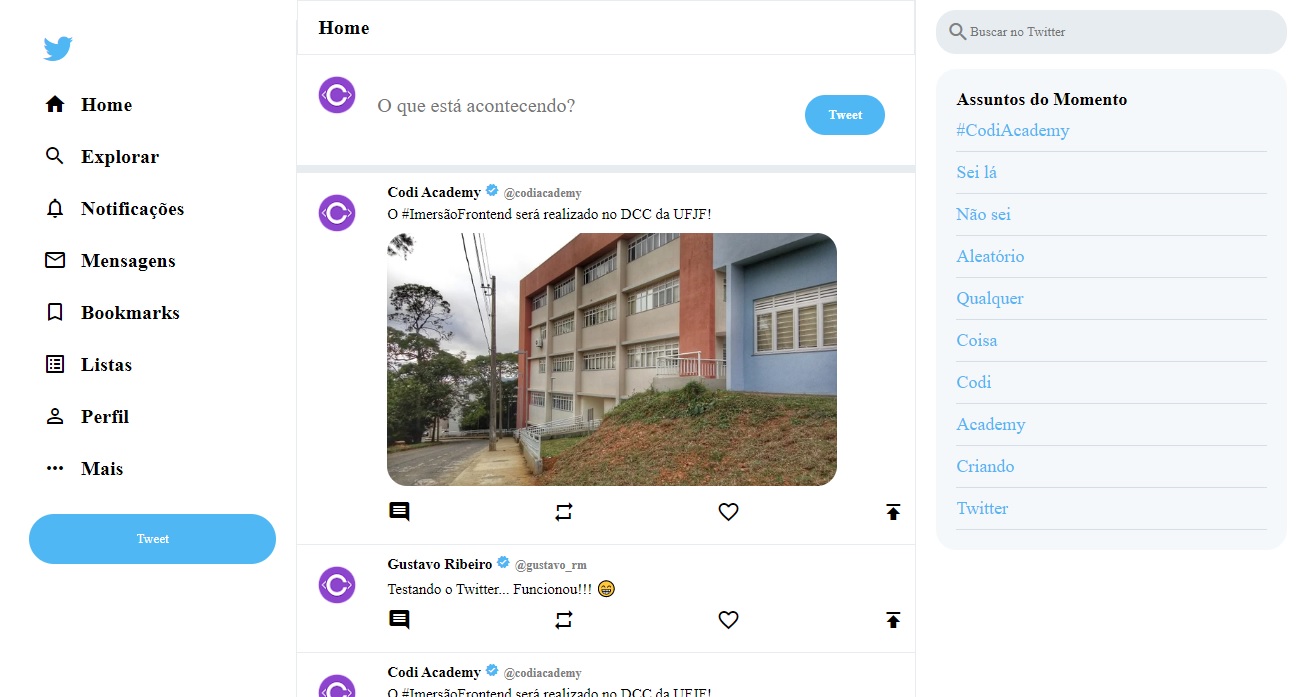 Home
Explorar
Notificações
Mensagens
Bookmarks
Listas
Perfil
Mais
Tweet
Home
O que está acontecendo?
Tweet
Codi Academy @codiacademy
O #ImersãoFrontend será realizado no DCC da UFJF!
Gustavo Ribeiro @gustavo_rm
Testando o Twitter... Funcionou!!! 😁
Codi Academy @codiacademy
O #ImersãoFrontend será realizado no DCC da UFJF!
Buscar no Twitter
Assuntos do Momento
#CodiAcademy
Sei lá
Não sei
Aleatório
Qualquer
Coisa
Codi
Academy
Criando
Twitter